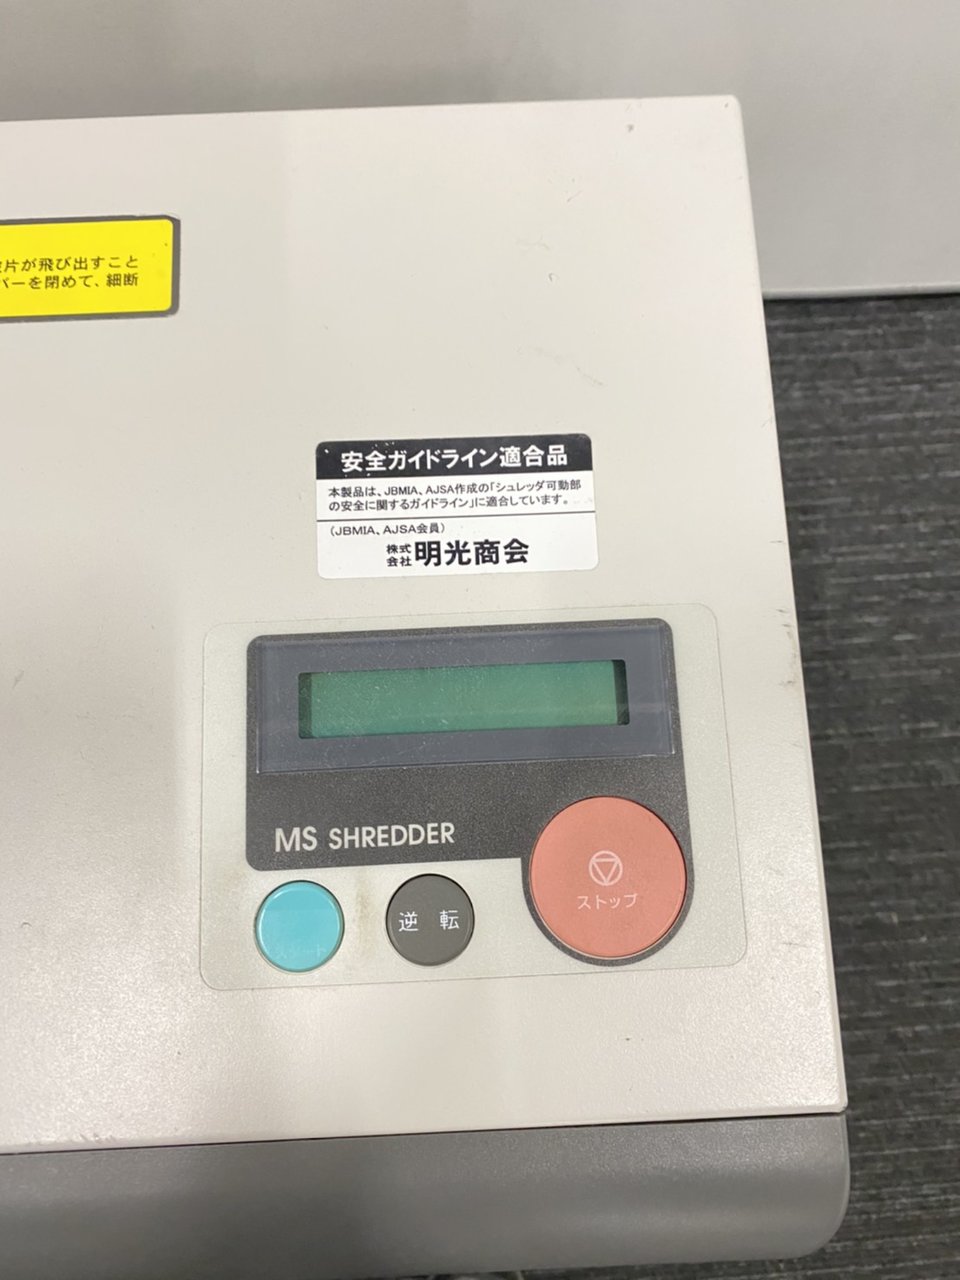 片が飛び出すこと
バーを閉めて、細断
安全ガイドライン適合品
本製品は、JBMIA、AJSA作成の「シュレッダ可動部
の安全に関するガイドライン」に適合しています。
(JBMIA、AJSA会員)
株式会社 明光商会
MS SHREDDER
逆 転
ストップ